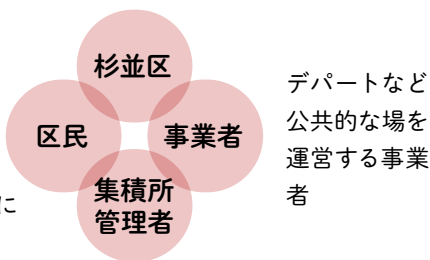 杉並区
区民
事業者
集積所
管理者
デパートなど
公共的な場を
運営する事業
者
に